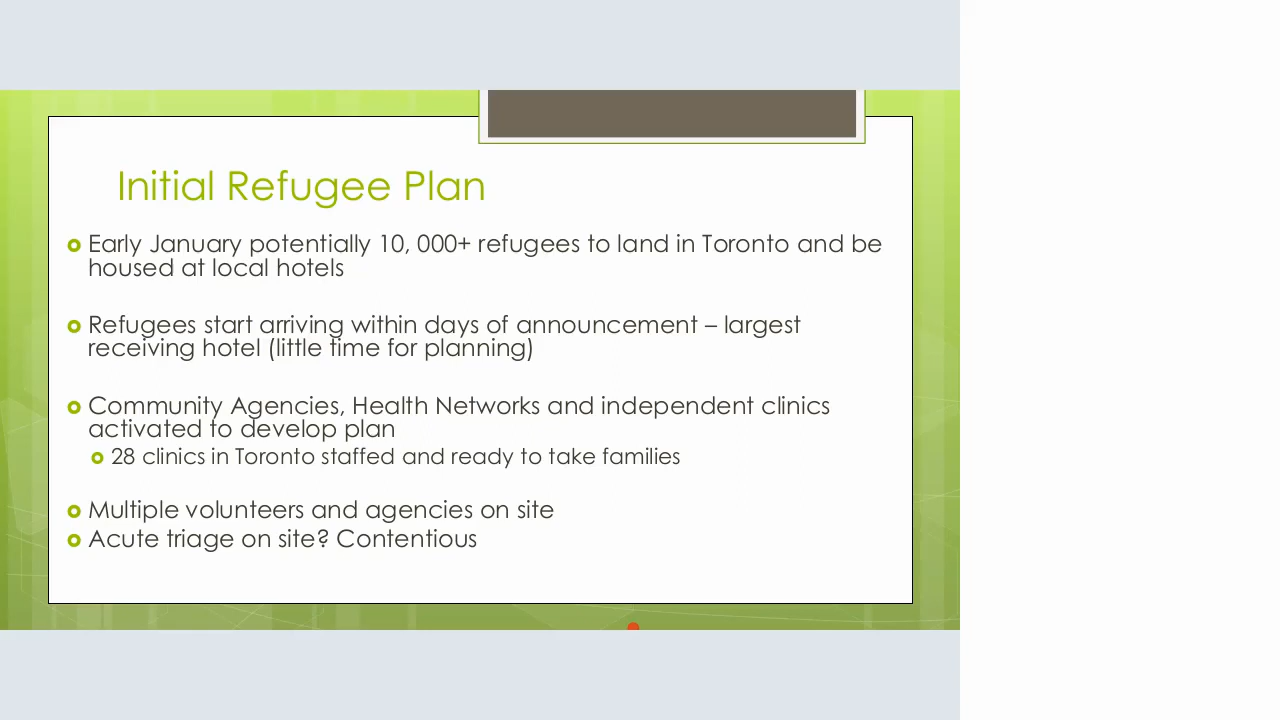 Initial Refugee Plan
Early January potentially 10, 000+ refugees to land in Toronto and be
housed at local hotels
Refugees start arriving within days of announcement – largest
receiving hotel (little time for planning)
Community Agencies, Health Networks and independent clinics
activated to develop plan
28 clinics in Toronto staffed and ready to take families
Multiple volunteers and agencies on site
Acute triage on site? Contentious